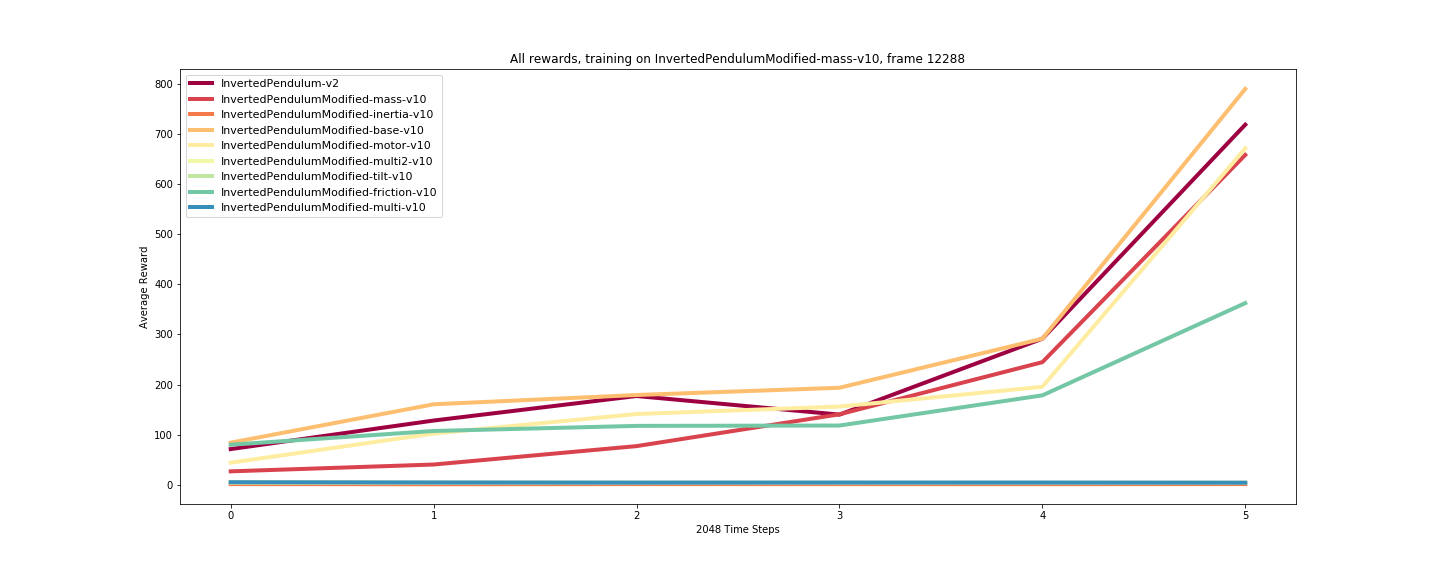 All rewards, training on InvertedPendulumModified-mass-v10, frame 12288
InvertedPendulum-v2
InvertedPendulumModified-mass-v10
InvertedPendulumModified-inertia-v10
InvertedPendulumModified-base-v10
InvertedPendulumModified-motor-v10
InvertedPendulumModified-multi2-v10
InvertedPendulumModified-tilt-v10
InvertedPendulumModified-friction-v10
InvertedPendulumModified-multi-v10
800
700
600
500
400
300
200
100
0
Average Reward
0 1 2 3 4 5
2048 Time Steps